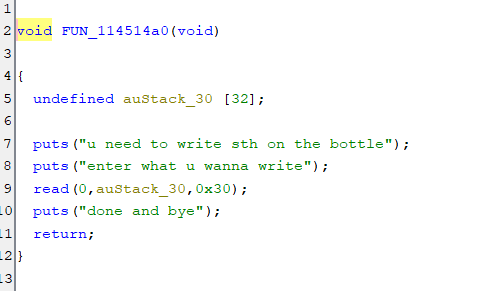 1
2 void FUN_114514a0(void)
3
4 {
5 undefined auStack_30 [32];
6
7 puts("u need to write sth on the bottle");
8 puts("enter what u wanna write");
9 read(0,auStack_30,0x30);
10 puts("done and bye");
11 return;
12 }
13